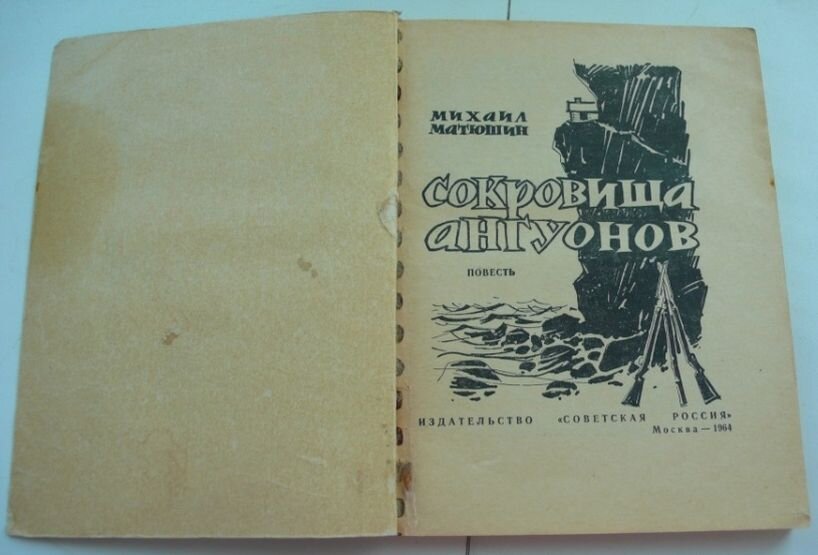 МИХАИЛ
МАТЮШИН
СОКРОВИЩА
АНГУОНОВ
ПОВЕСТЬ
ИЗДАТЕЛЬСТВО «СОВЕТСКАЯ РОССИЯ»
Москва — 1964